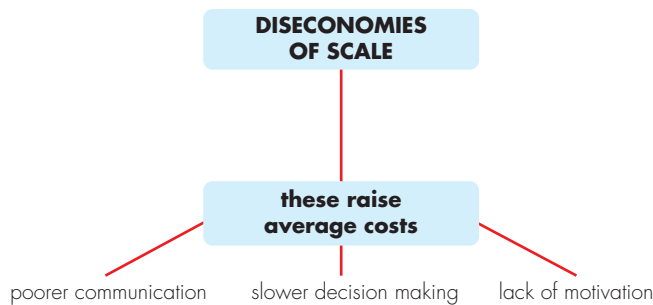 DISECONOMIES
OF SCALE
these raise
average costs
poorer communication
slower decision making
lack of motivation